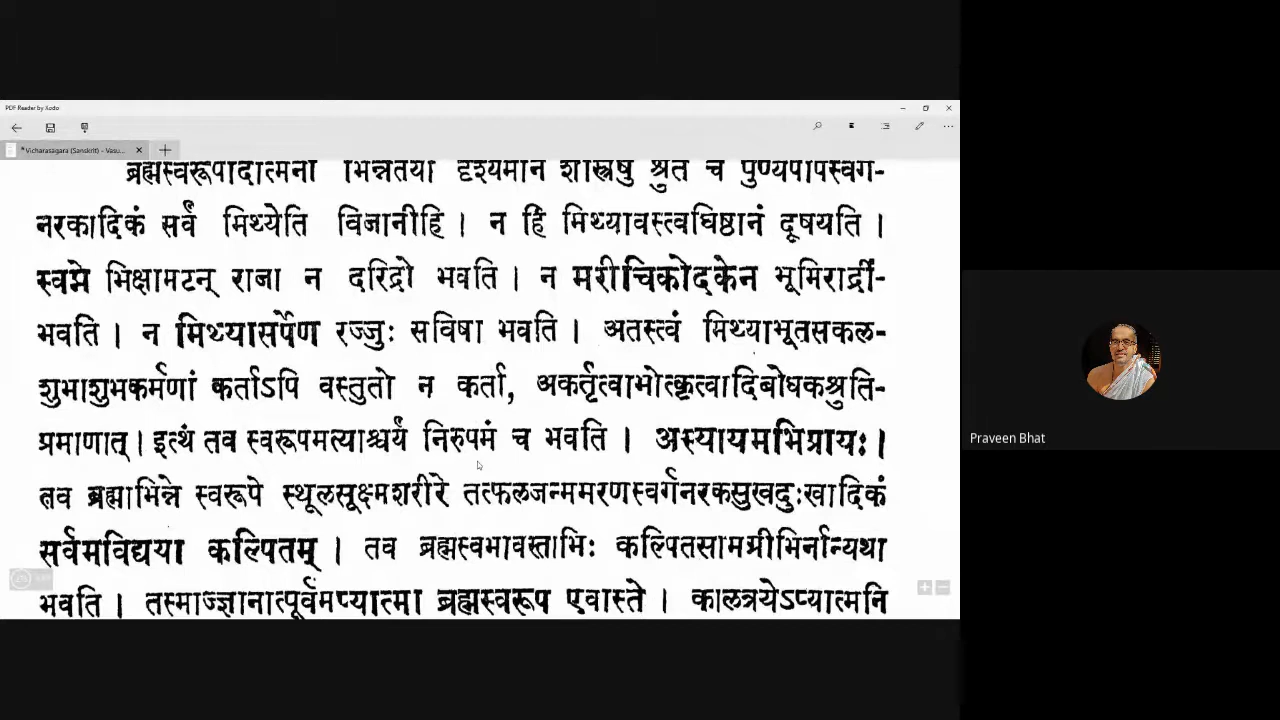 PDF Reader by Xodo
*Vicharasagara (Sanskrit) - Vasu...
ब्रह्मस्वरूपादात्मनो भिन्नतया दृश्यमानं शास्त्रेषु श्रुतं च पुण्यपापस्वर्ग-
नरकादिकं सर्वं मिथ्येति विजानीहि । न हि मिथ्यावस्त्वधिष्ठानं दूषयति ।
स्वप्ने भिक्षामटन् राजा न दरिद्रो भवति । न मरीचिकोदकेन भूमिरार्द्री-
भवति । न मिथ्यासर्पेण रज्जुः सविषा भवति । अतस्त्वं मिथ्याभूतसकल-
शुभाशुभकर्मणां कर्ताऽपि वस्तुतो न कर्ता, अकर्तृत्वाभोत्कृत्वादिबोधकश्रुति-
प्रमाणात् । इत्थं तव स्वरूपमत्याश्चर्यं निरुपमं च भवति । अस्यायमभिप्रायः ।
तव ब्रह्माभिन्ने स्वरूपे स्थूलसूक्ष्मशरीरे तत्फलजन्ममरणस्वर्गनरकसुखदुःखादिकं
सर्वमविद्यया कल्पितम् । तव ब्रह्मस्वभावस्ताभिः कल्पितसामग्रीभिर्नान्यथा
भवति । तस्माज्ज्ञानात्पूर्वमप्यात्मा ब्रह्मस्वरूप एवास्ते । कालत्रयेऽप्यात्मनि
Praveen Bhat